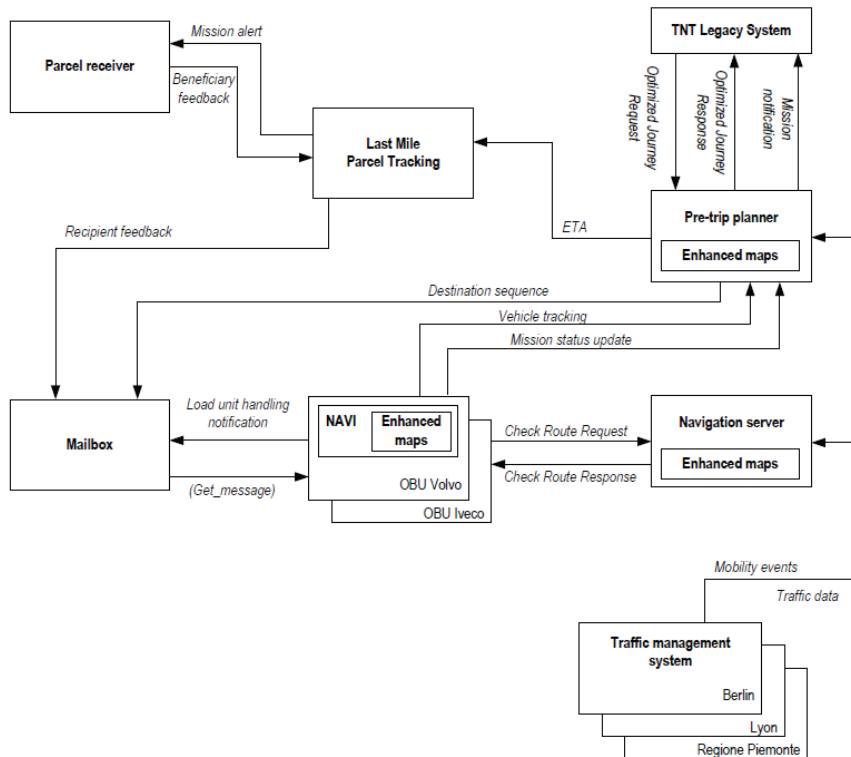 Mission alert
TNT Legacy System
Parcel receiver
Beneficiary
feedback
Optimized Journey
Request
Optimized Journey
Response
Mission
notification
Last Mile
Parcel Tracking
Pre-trip planner
Recipient feedback
ETA
Enhanced maps
Destination sequence
Vehicle tracking
Mission status update
Load unit handling
notification
NAVI
Enhanced
maps
Check Route Request
Navigation server
Mailbox
Enhanced maps
Check Route Response
(Get_message)
OBU Volvo
OBU Iveco
Mobility events
Traffic data
Traffic management
system
Berlin
Lyon
Regione Piemonte